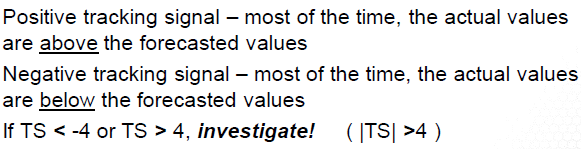 Positive tracking signal – most of the time, the actual values
are above the forecasted values
Negative tracking signal – most of the time, the actual values
are below the forecasted values
If TS < -4 or TS > 4, investigate! ( |TS| >4 )